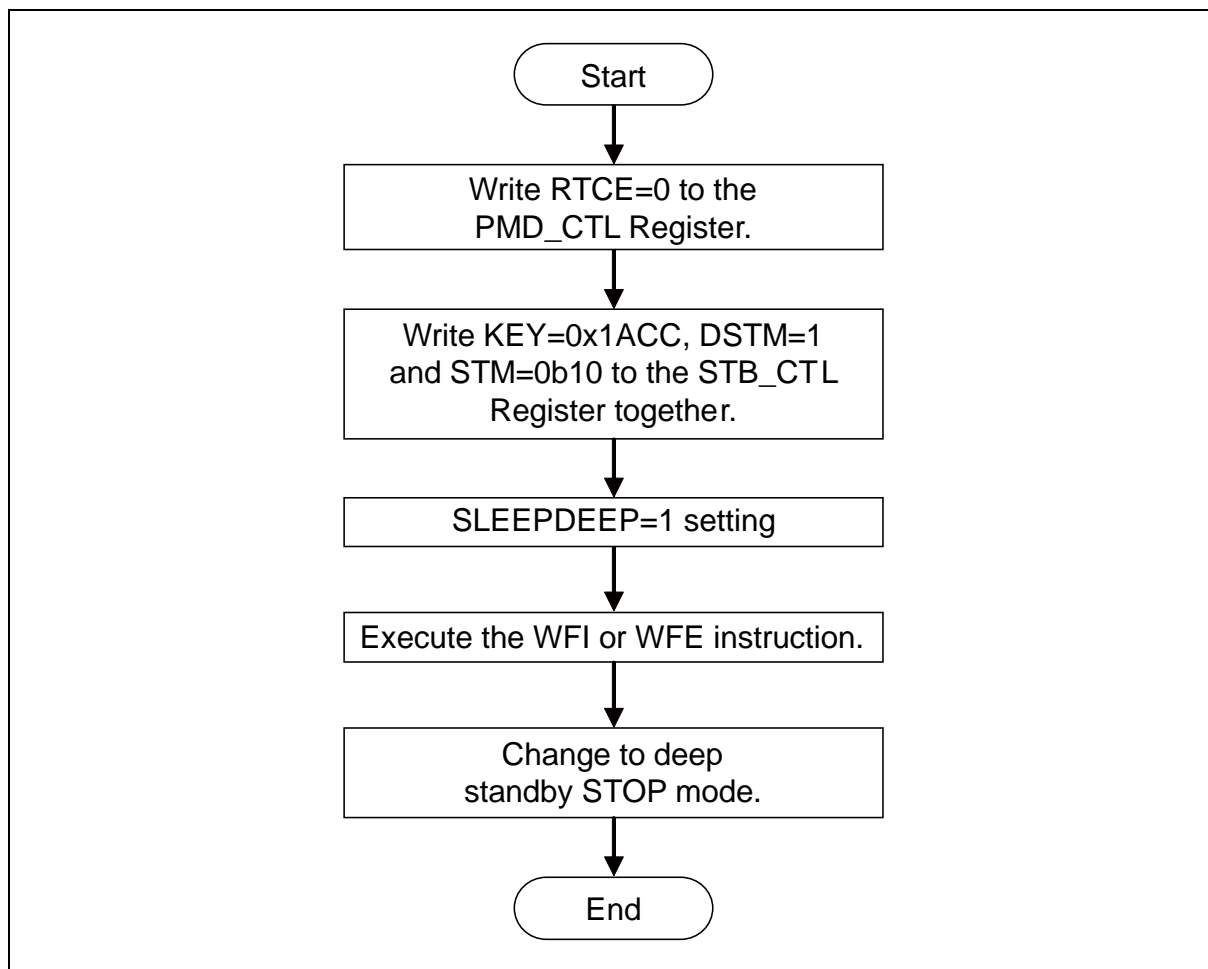 Start
Write RTCE=0 to the
PMD_CTL Register.
Write KEY=0x1ACC, DSTM=1
and STM=0b10 to the STB_CTL
Register together.
SLEEPDEEP=1 setting
Execute the WFI or WFE instruction.
Change to deep
standby STOP mode.
End